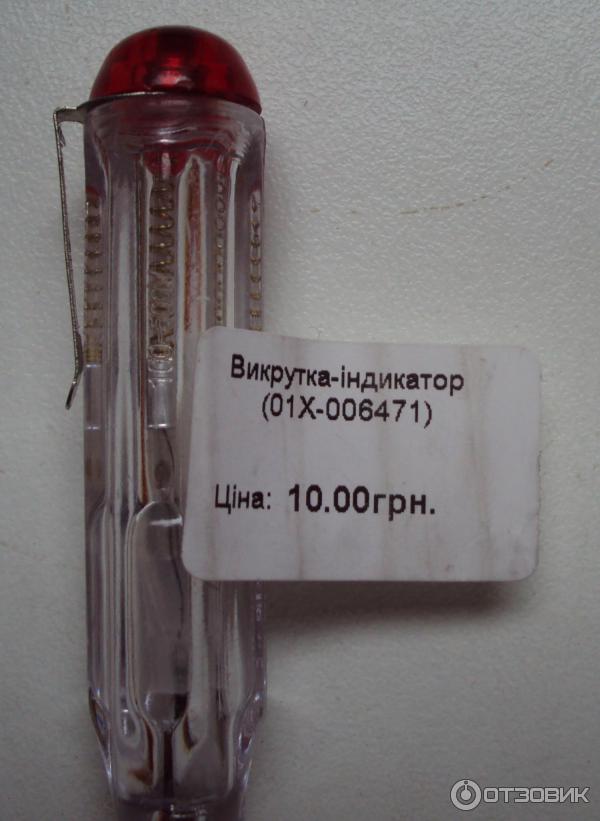 Викрутка-індикатор
(01Х-006471)
Ціна: 10.00грн.
ОТЗОВИК